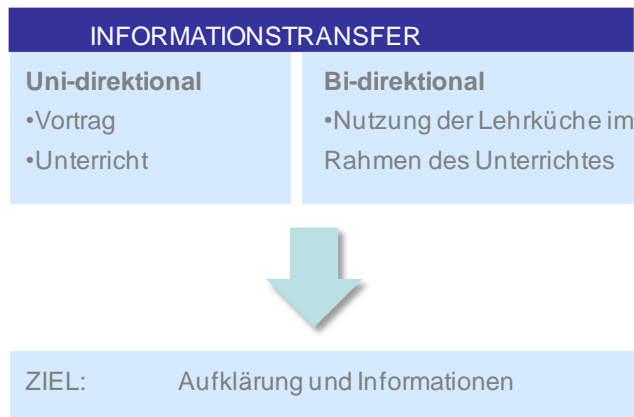 INFORMATIONSTRANSFER
Uni-direktional
•Vortrag
•Unterricht
Bi-direktional
•Nutzung der Lehrküche im
Rahmen des Unterrichtes
ZIEL: Aufklärung und Informationen